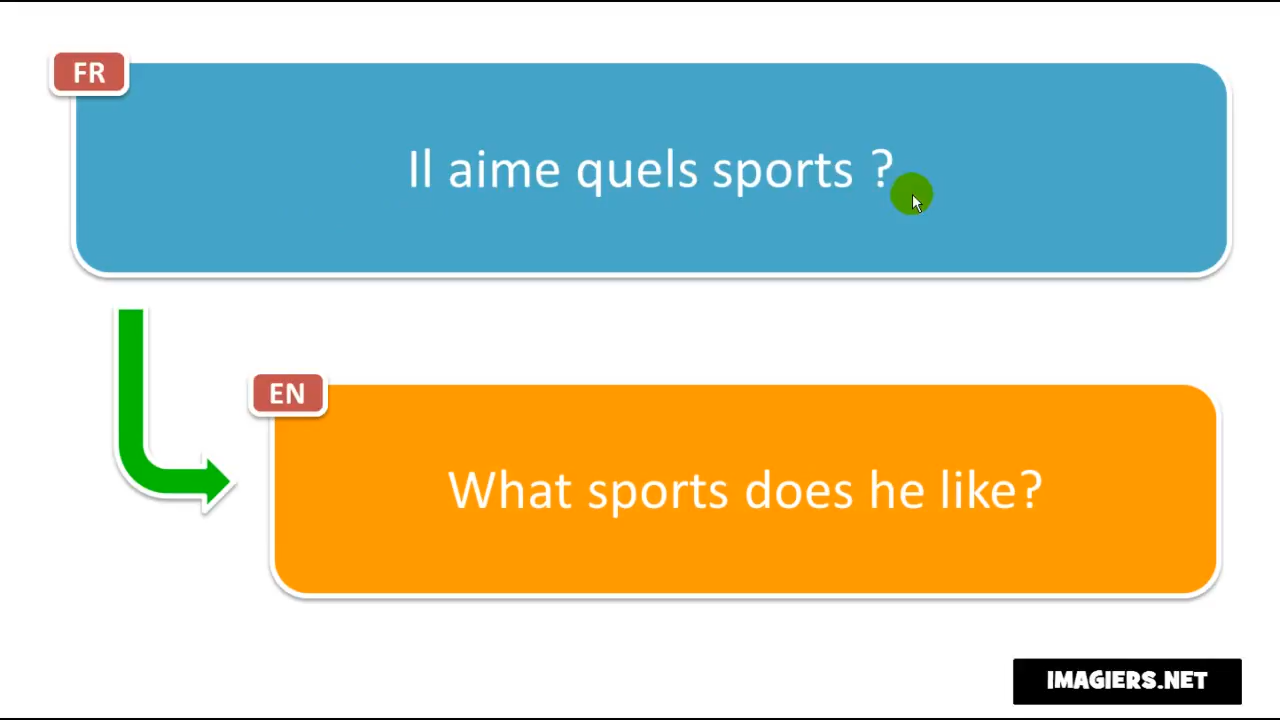 FR
Il aime quels sports ?
EN
What sports does he like?
IMAGIERS.NET